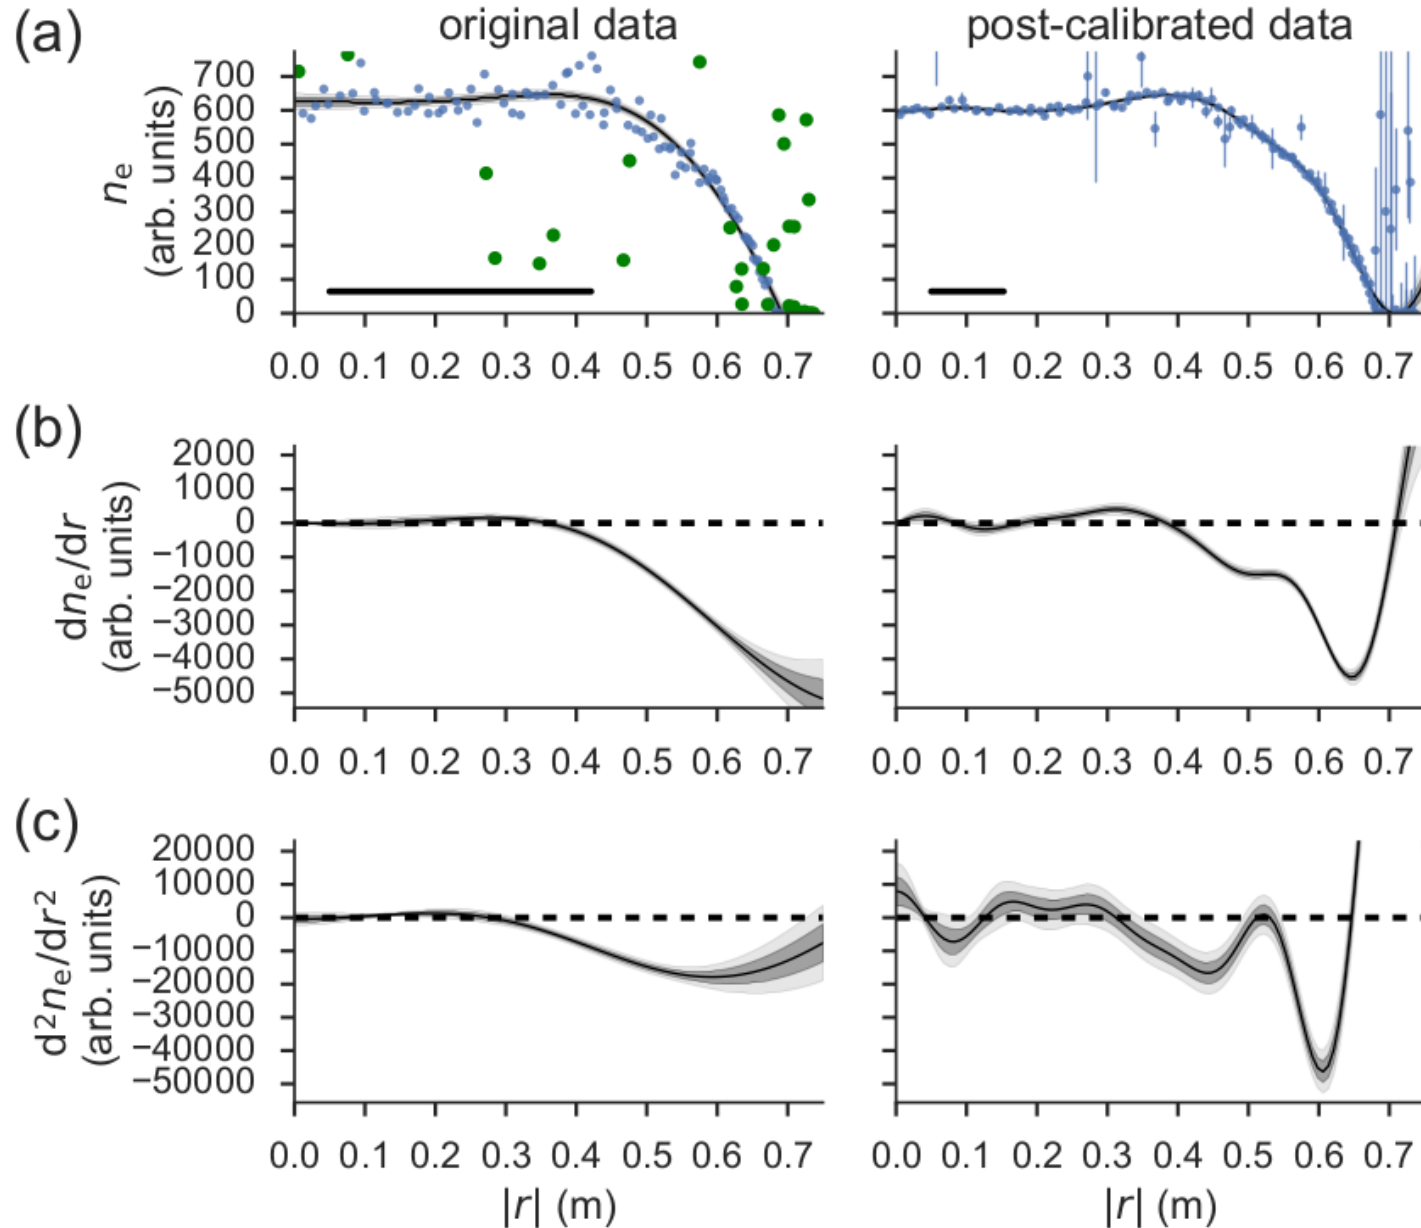 (a)
original data
post-calibrated data
nₑ
(arb. units)
700
600
500
400
300
200
100
0
0.0 0.1 0.2 0.3 0.4 0.5 0.6 0.7
0.0 0.1 0.2 0.3 0.4 0.5 0.6 0.7
(b)
dnₑ/dr
(arb. units)
2000
1000
0
−1000
−2000
−3000
−4000
−5000
0.0 0.1 0.2 0.3 0.4 0.5 0.6 0.7
0.0 0.1 0.2 0.3 0.4 0.5 0.6 0.7
(c)
d²nₑ/dr²
(arb. units)
20000
10000
0
−10000
−20000
−30000
−40000
−50000
0.0 0.1 0.2 0.3 0.4 0.5 0.6 0.7
0.0 0.1 0.2 0.3 0.4 0.5 0.6 0.7
|r| (m)
|r| (m)